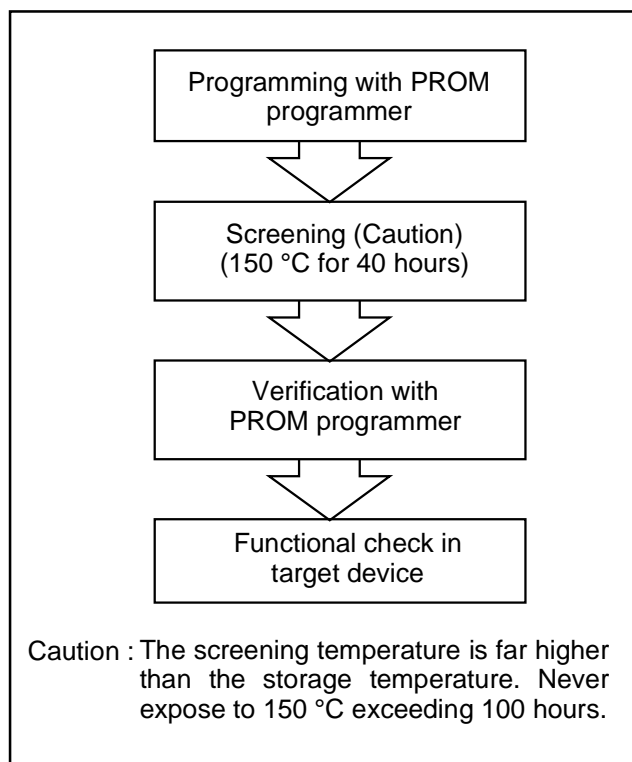 Programming with PROM
programmer
Screening (Caution)
(150 °C for 40 hours)
Verification with
PROM programmer
Functional check in
target device
Caution : The screening temperature is far higher
than the storage temperature. Never
expose to 150 °C exceeding 100 hours.